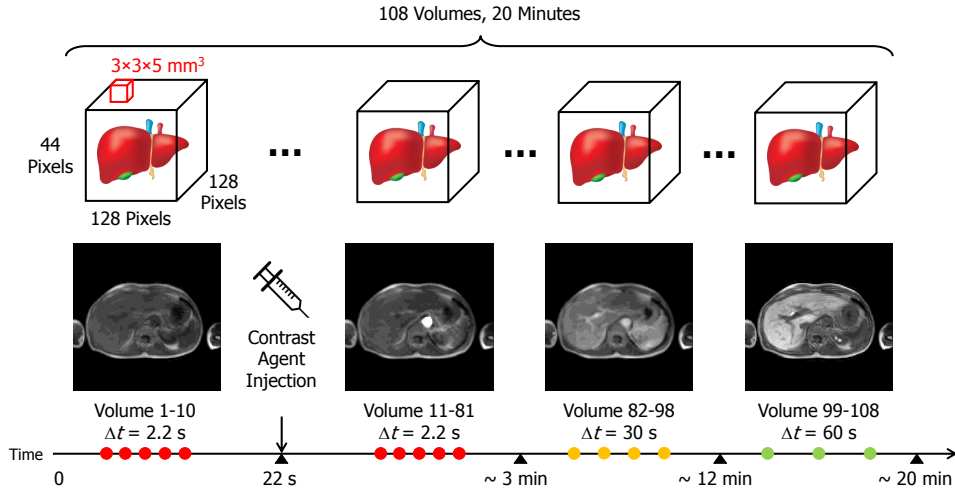 108 Volumes, 20 Minutes
3×3×5 mm³
44
Pixels
128
Pixels
128 Pixels
...
...
...
Contrast
Agent
Injection
Volume 1-10
Δt = 2.2 s
Volume 11-81
Δt = 2.2 s
Volume 82-98
Δt = 30 s
Volume 99-108
Δt = 60 s
Time
0
22 s
~ 3 min
~ 12 min
~ 20 min